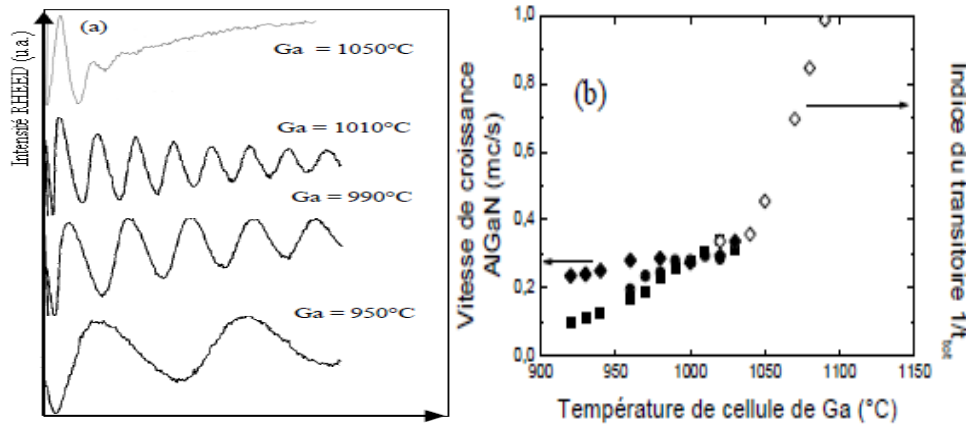 (a)
Intensité RHEED (u.a.)
Ga = 1050°C
Ga = 1010°C
Ga = 990°C
Ga = 950°C
(b)
Vitesse de croissance
AlGaN (mc/s)
1,0
0,8
0,6
0,4
0,2
0,0
900 950 1000 1050 1100 1150
Température de cellule de Ga (°C)
Indice du transitoire 1/t_tot